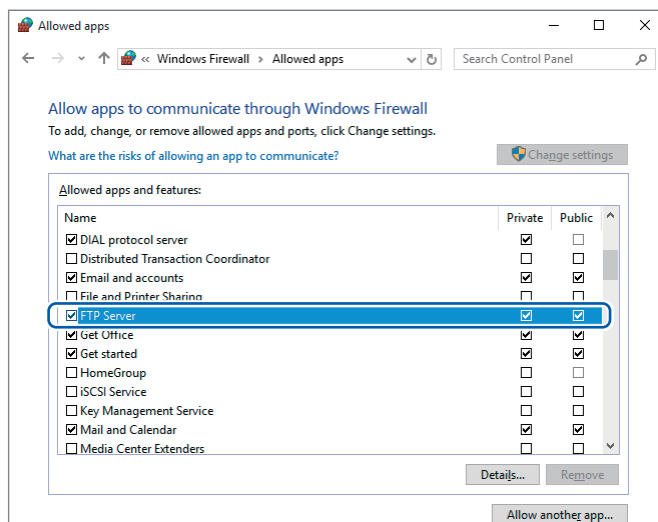 Allowed apps
« Windows Firewall > Allowed apps
Search Control Panel
Allow apps to communicate through Windows Firewall
To add, change, or remove allowed apps and ports, click Change settings.
What are the risks of allowing an app to communicate?
Change settings
Allowed apps and features:
Name Private Public
DIAL protocol server
Distributed Transaction Coordinator
Email and accounts
File and Printer Sharing
FTP Server
Get Office
Get started
HomeGroup
iSCSI Service
Key Management Service
Mail and Calendar
Media Center Extenders
Details... Remove
Allow another app...